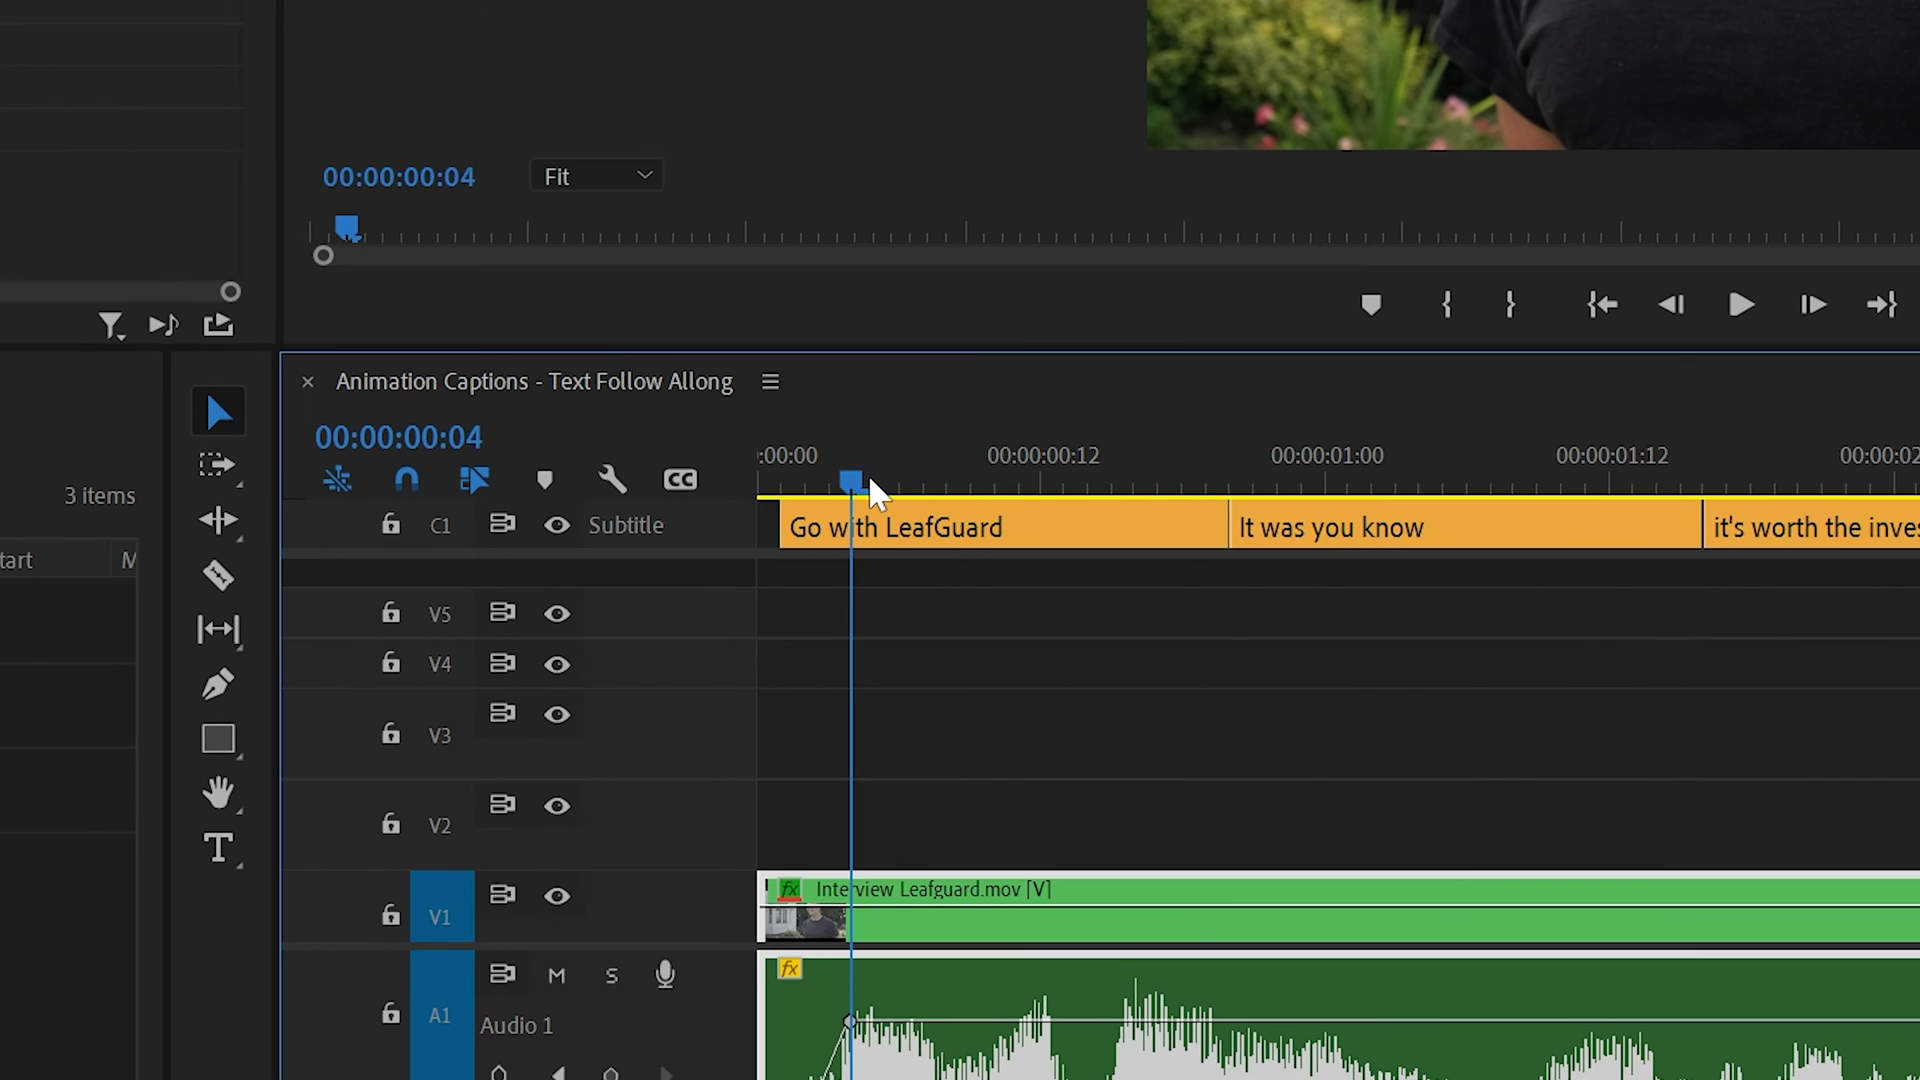 00:00:00:04
Fit
Animation Captions - Text Follow Allong
00:00:00:04
:00:00
00:00:00:12
00:00:01:00
00:00:01:12
00:00:02
3 items
C1
Subtitle
Go with LeafGuard
It was you know
it's worth the inves
tart
M
V5
V4
V3
V2
fx
Interview Leafguard.mov [V]
V1
fx
M
S
A1
Audio 1